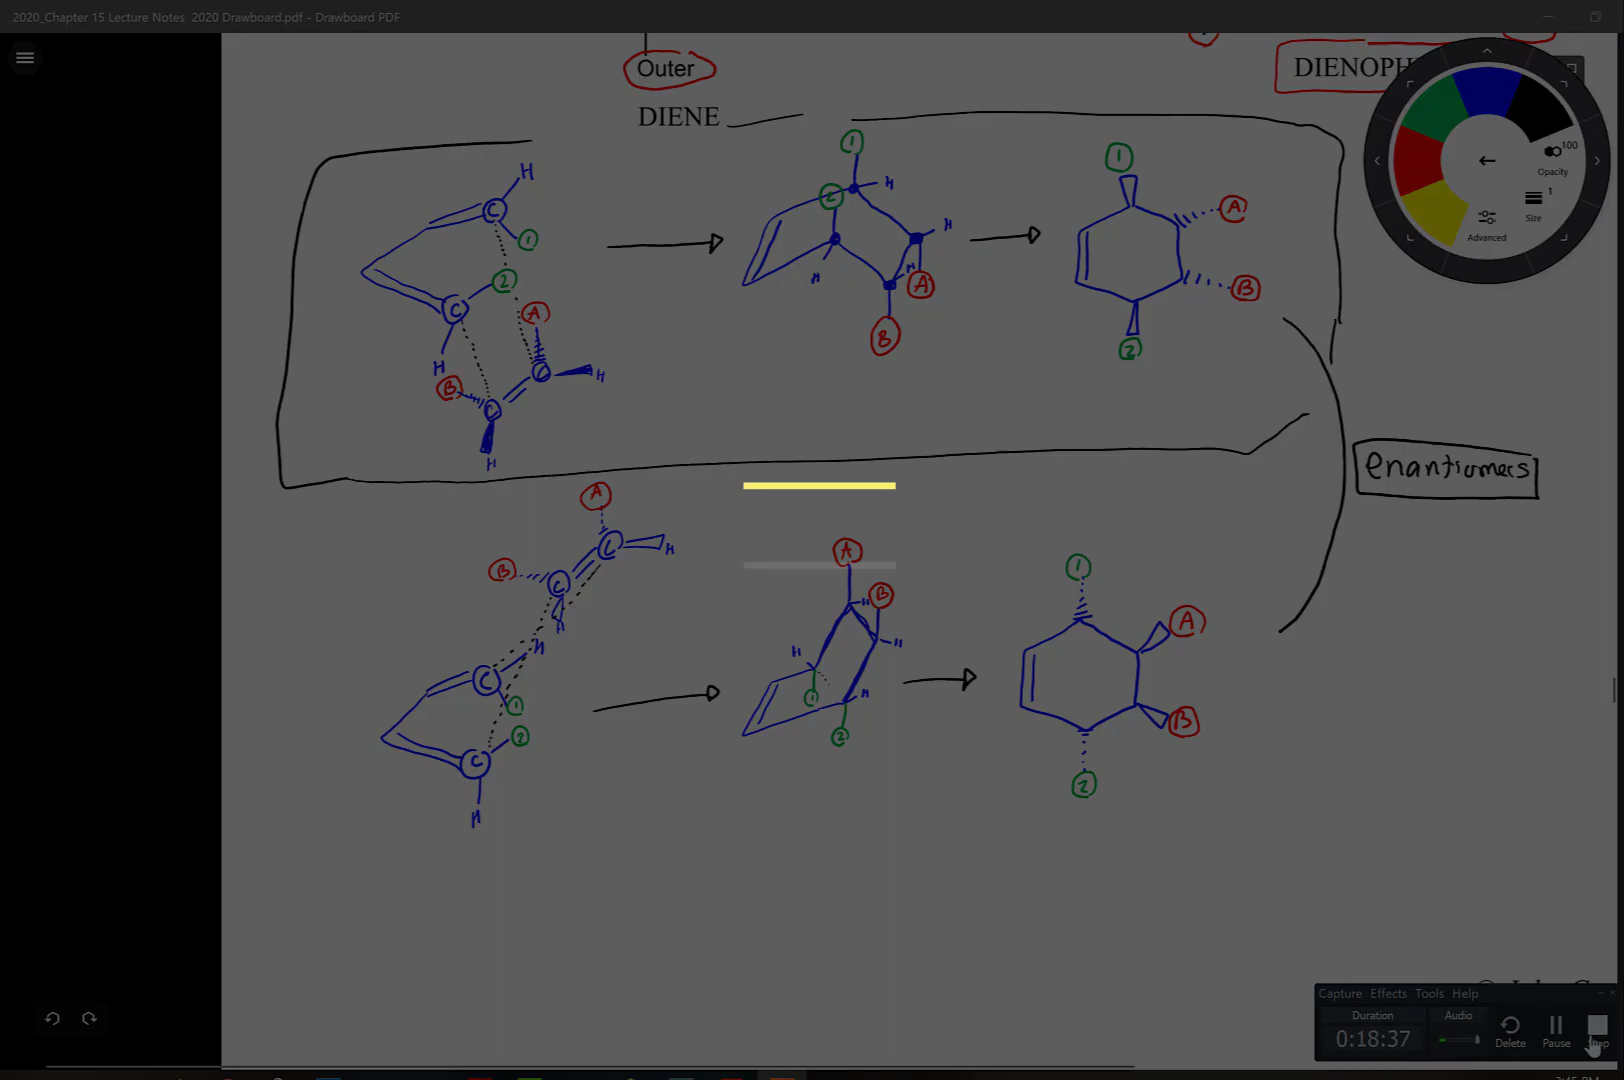 2020_Chapter 15 Lecture Notes 2020 Drawboard.pdf - Drawboard PDF
Outer
DIENOPH
DIENE
100
Opacity
1
Size
Advanced
H
C
1
2
C
H
A
C
H
B
C
H
1
2
H
H
H
H
A
B
1
A
B
2
enantiomers
A
C
H
B
C
H
H
C
1
2
C
H
A
H
B
H
H
1
H
2
1
A
B
2
Capture Effects Tools Help
Duration
Audio
0:18:37
Delete
Pause
Stop